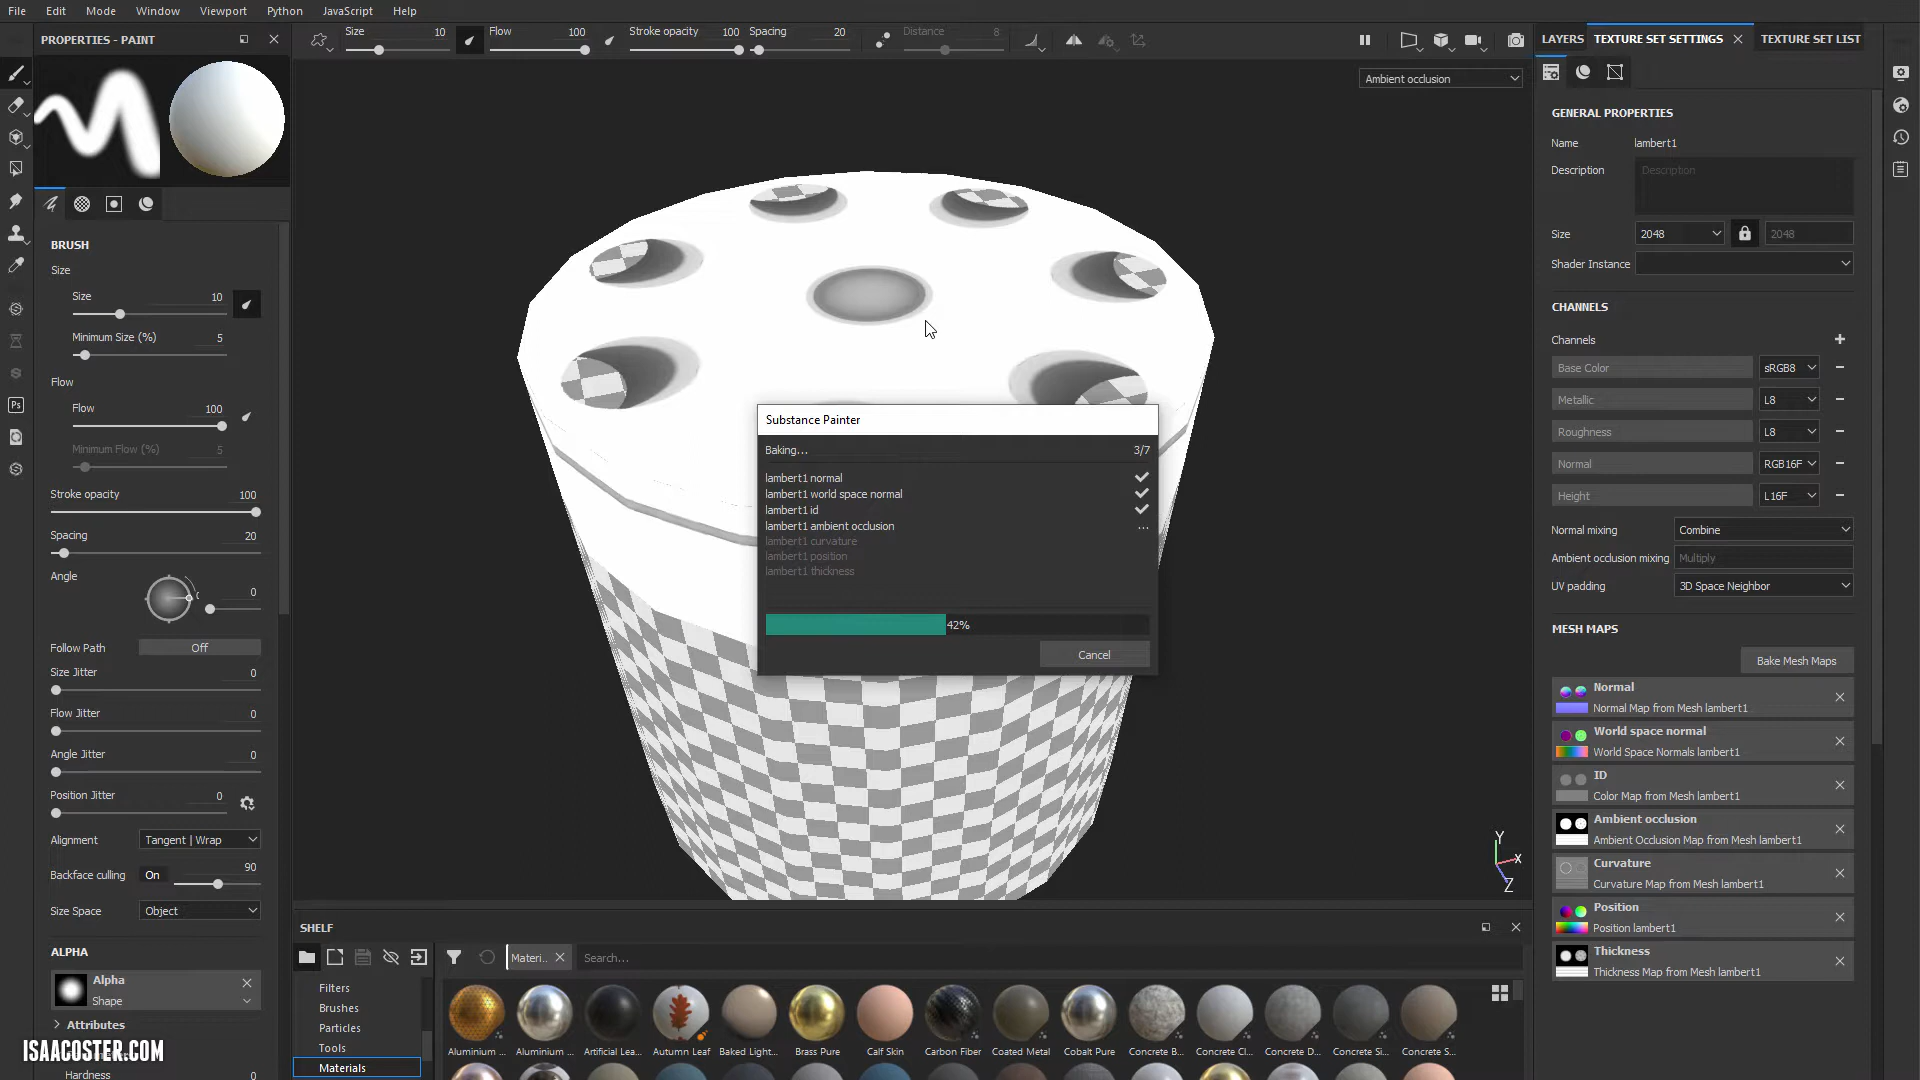 File Edit Mode Window Viewport Python JavaScript Help
PROPERTIES - PAINT
Size 10 Flow 100 Stroke opacity 100 Spacing 20 Distance 8
LAYERS TEXTURE SET SETTINGS TEXTURE SET LIST
Ambient occlusion
BRUSH
Size
Size 10
Minimum Size (%) 5
Flow
Flow 100
Minimum Flow (%) 5
Stroke opacity 100
Spacing 20
Angle
0
Follow Path Off
Size Jitter 0
Flow Jitter 0
Angle Jitter 0
Position Jitter 0
Alignment Tangent | Wrap
Backface culling On 90
Size Space Object
ALPHA
Alpha
Shape
Attributes
Hardness 0
ISAACOSTER.COM
Substance Painter
Baking... 3/7
lambert1 normal
lambert1 world space normal
lambert1 id
lambert1 ambient occlusion ...
lambert1 curvature
lambert1 position
lambert1 thickness
42%
Cancel
Y
X
Z
SHELF
Materi... Search...
Filters
Brushes
Particles
Tools
Materials
Aluminium ... Aluminium ... Artificial Lea... Autumn Leaf Baked Light... Brass Pure Calf Skin Carbon Fiber Coated Metal Cobalt Pure Concrete B... Concrete Cl... Concrete D... Concrete Si... Concrete S...
GENERAL PROPERTIES
Name lambert1
Description Description
Size 2048 2048
Shader Instance
CHANNELS
Channels
Base Color sRGB8
Metallic L8
Roughness L8
Normal RGB16F
Height L16F
Normal mixing Combine
Ambient occlusion mixing Multiply
UV padding 3D Space Neighbor
MESH MAPS
Bake Mesh Maps
Normal
Normal Map from Mesh lambert1
World space normal
World Space Normals lambert1
ID
Color Map from Mesh lambert1
Ambient occlusion
Ambient Occlusion Map from Mesh lambert1
Curvature
Curvature Map from Mesh lambert1
Position
Position lambert1
Thickness
Thickness Map from Mesh lambert1
Ps